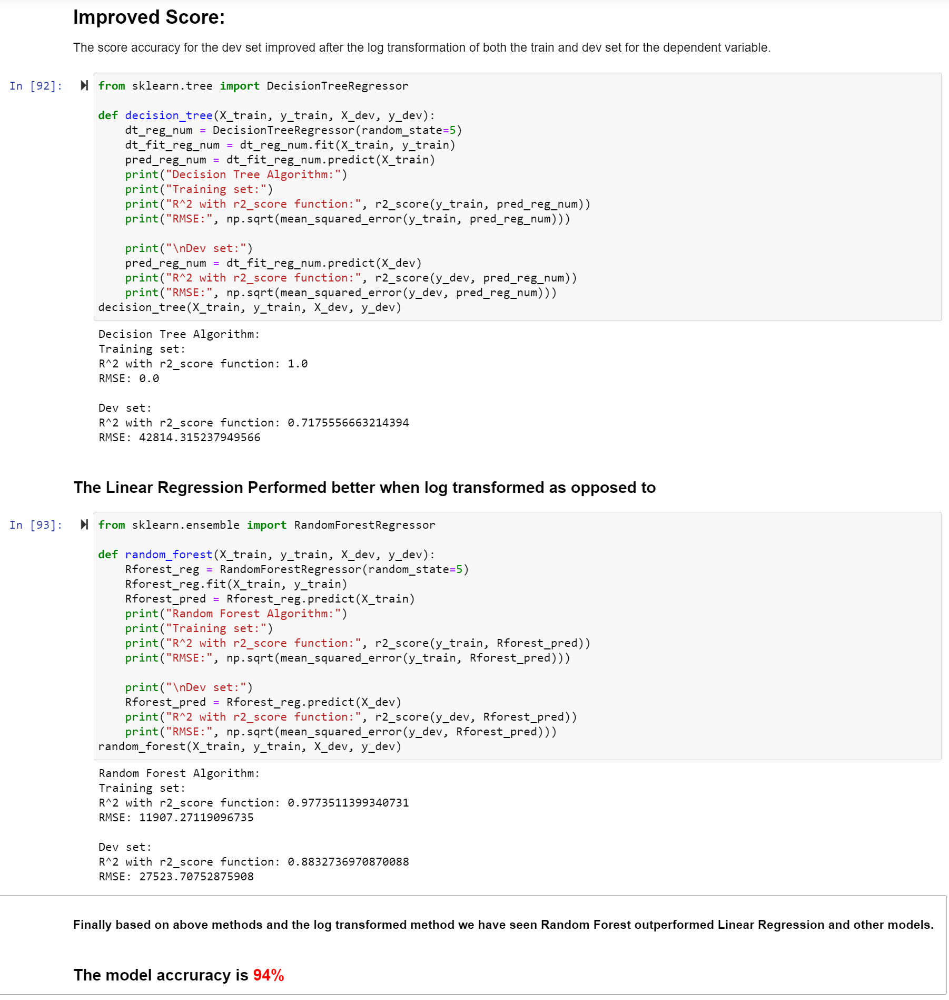 Improved Score:
The score accuracy for the dev set improved after the log transformation of both the train and dev set for the dependent variable.
In [92]:
from sklearn.tree import DecisionTreeRegressor

def decision_tree(X_train, y_train, X_dev, y_dev):
    dt_reg_num = DecisionTreeRegressor(random_state=5)
    dt_fit_reg_num = dt_reg_num.fit(X_train, y_train)
    pred_reg_num = dt_fit_reg_num.predict(X_train)
    print("Decision Tree Algorithm:")
    print("Training set:")
    print("R^2 with r2_score function:", r2_score(y_train, pred_reg_num))
    print("RMSE:", np.sqrt(mean_squared_error(y_train, pred_reg_num)))

    print("\nDev set:")
    pred_reg_num = dt_fit_reg_num.predict(X_dev)
    print("R^2 with r2_score function:", r2_score(y_dev, pred_reg_num))
    print("RMSE:", np.sqrt(mean_squared_error(y_dev, pred_reg_num)))
decision_tree(X_train, y_train, X_dev, y_dev)
Decision Tree Algorithm:
Training set:
R^2 with r2_score function: 1.0
RMSE: 0.0

Dev set:
R^2 with r2_score function: 0.7175556663214394
RMSE: 42814.315237949566
The Linear Regression Performed better when log transformed as opposed to
In [93]:
from sklearn.ensemble import RandomForestRegressor

def random_forest(X_train, y_train, X_dev, y_dev):
    Rforest_reg = RandomForestRegressor(random_state=5)
    Rforest_reg.fit(X_train, y_train)
    Rforest_pred = Rforest_reg.predict(X_train)
    print("Random Forest Algorithm:")
    print("Training set:")
    print("R^2 with r2_score function:", r2_score(y_train, Rforest_pred))
    print("RMSE:", np.sqrt(mean_squared_error(y_train, Rforest_pred)))

    print("\nDev set:")
    Rforest_pred = Rforest_reg.predict(X_dev)
    print("R^2 with r2_score function:", r2_score(y_dev, Rforest_pred))
    print("RMSE:", np.sqrt(mean_squared_error(y_dev, Rforest_pred)))
random_forest(X_train, y_train, X_dev, y_dev)
Random Forest Algorithm:
Training set:
R^2 with r2_score function: 0.9773511399340731
RMSE: 11907.27119096735

Dev set:
R^2 with r2_score function: 0.8832736970870088
RMSE: 27523.70752875908
Finally based on above methods and the log transformed method we have seen Random Forest outperformed Linear Regression and other models.
The model accruracy is 94%